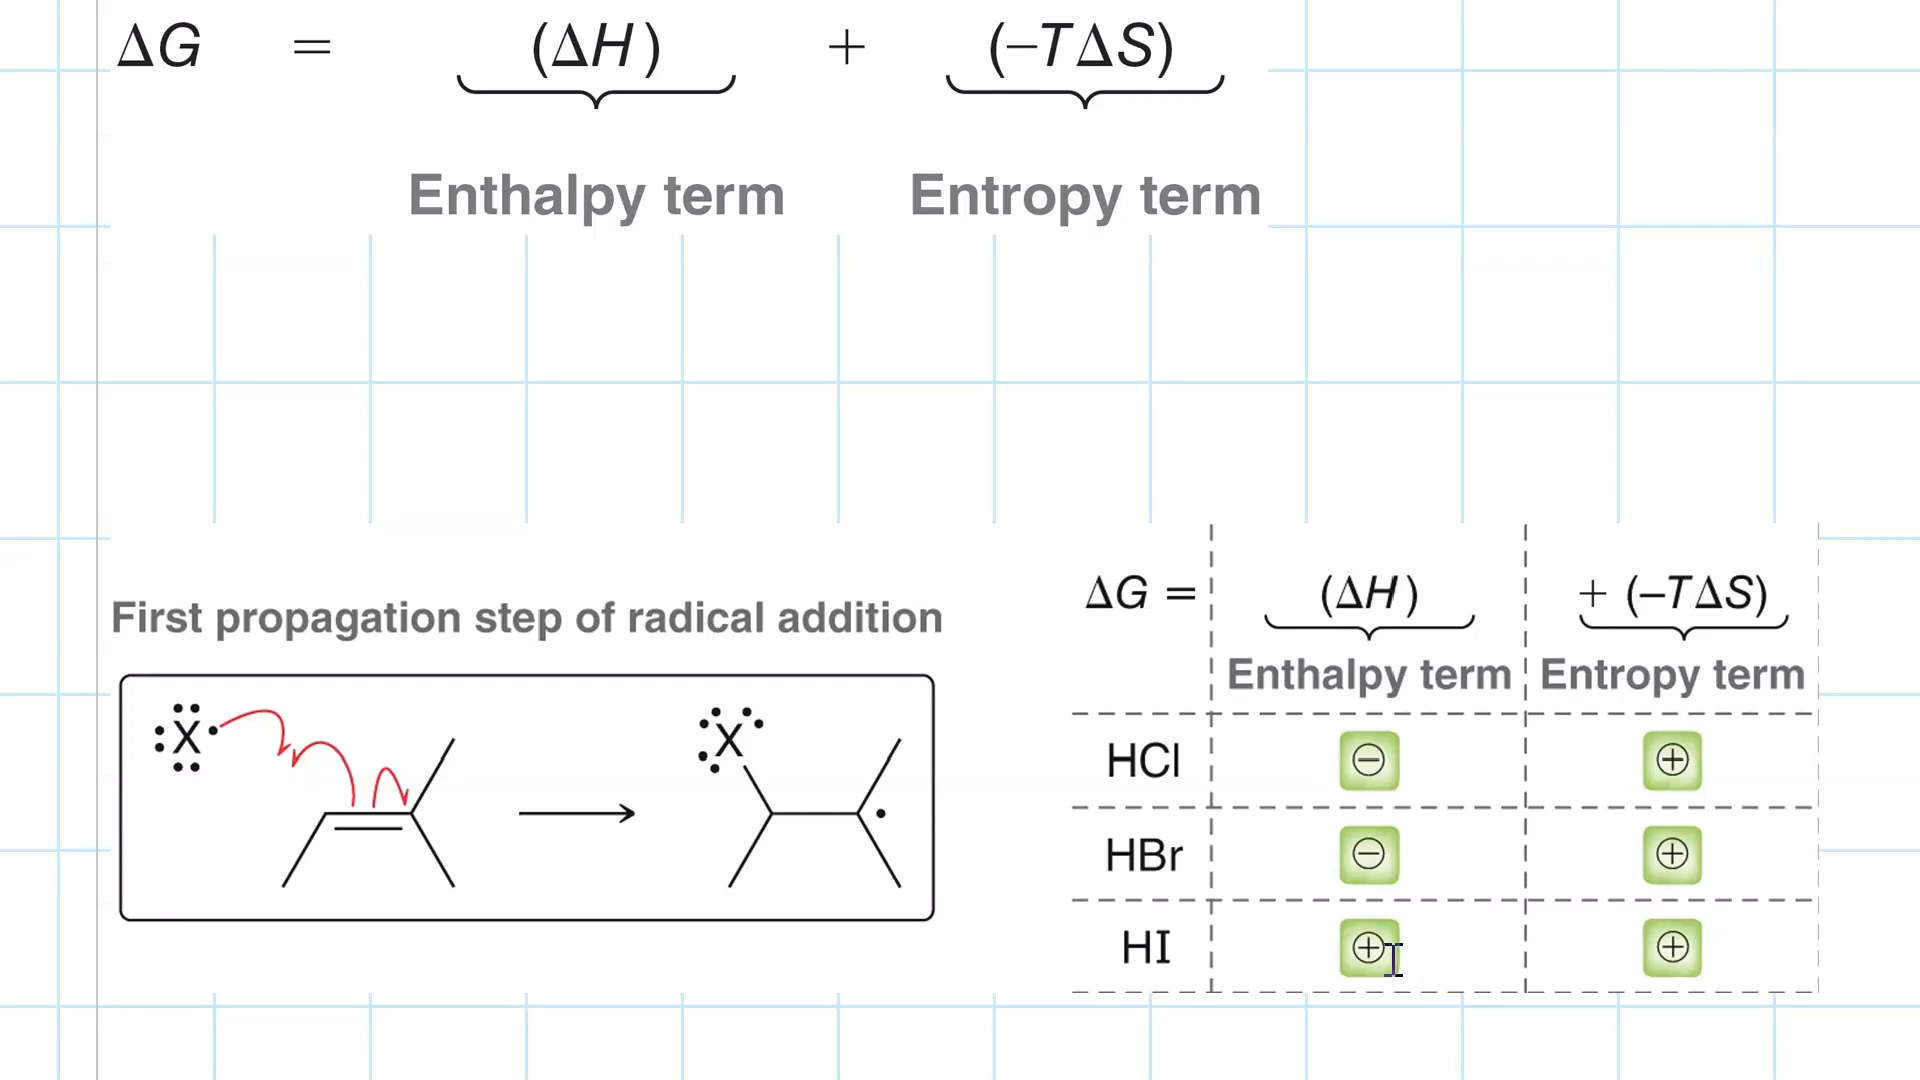 ΔG = (ΔH) + (−TΔS)
Enthalpy term Entropy term
First propagation step of radical addition
X X
ΔG = (ΔH) + (−TΔS)
Enthalpy term Entropy term
HCl ⊖ ⊕
HBr ⊖ ⊕
HI ⊕ ⊕